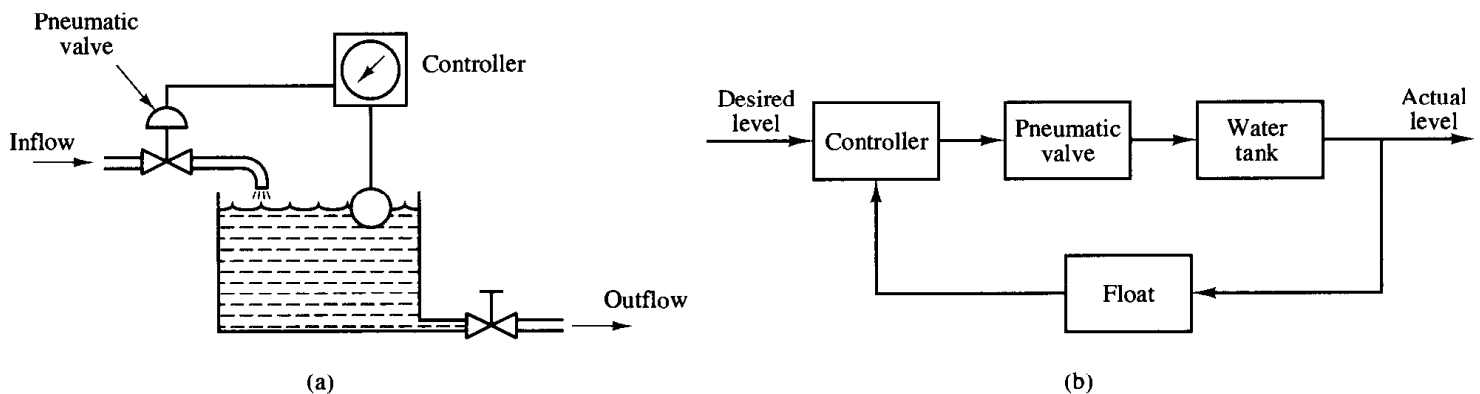 Pneumatic
valve
Controller
Inflow
Outflow
(a)
Desired
level
Controller
Pneumatic
valve
Water
tank
Actual
level
Float
(b)